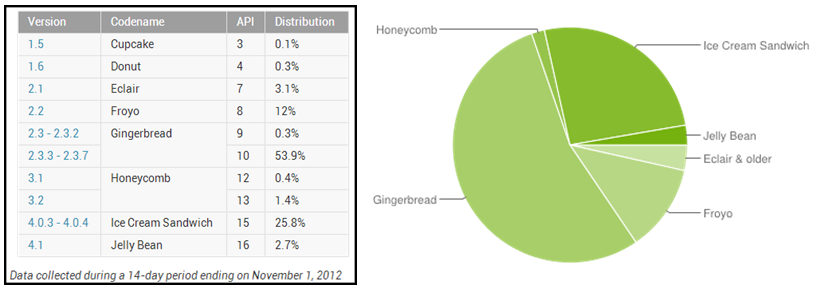 Version Codename API Distribution
1.5 Cupcake 3 0.1%
1.6 Donut 4 0.3%
2.1 Eclair 7 3.1%
2.2 Froyo 8 12%
2.3 - 2.3.2 Gingerbread 9 0.3%
2.3.3 - 2.3.7 10 53.9%
3.1 Honeycomb 12 0.4%
3.2 13 1.4%
4.0.3 - 4.0.4 Ice Cream Sandwich 15 25.8%
4.1 Jelly Bean 16 2.7%
Data collected during a 14-day period ending on November 1, 2012
Honeycomb
Ice Cream Sandwich
Jelly Bean
Eclair & older
Gingerbread
Froyo